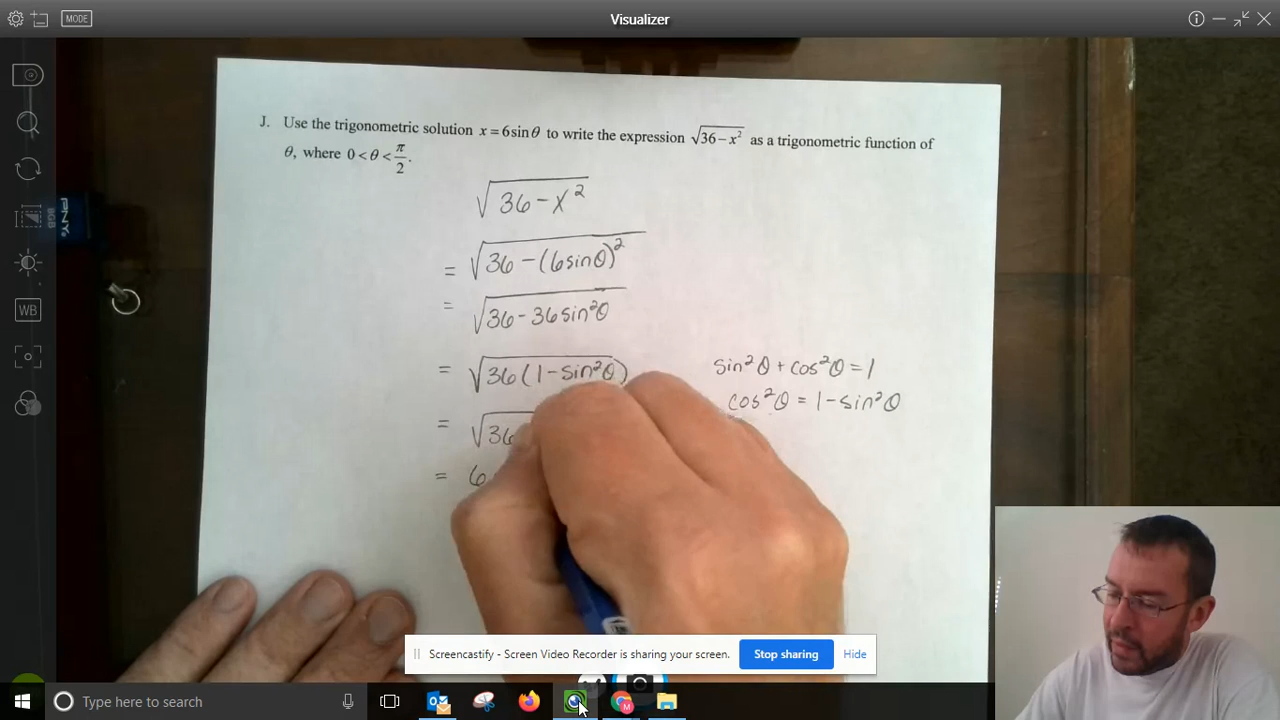 MODE
Visualizer
WB
PNY
8GB
J. Use the trigonometric solution x = 6 sin θ to write the expression √36 − x² as a trigonometric function of
θ, where 0 < θ < π/2.
√36 − x²
= √36 − (6sinθ)²
= √36 − 36sin²θ
= √36(1 − sin²θ)
sin²θ + cos²θ = 1
cos²θ = 1 − sin²θ
= √36
= 6
Screencastify - Screen Video Recorder is sharing your screen.
Stop sharing
Hide
Type here to search